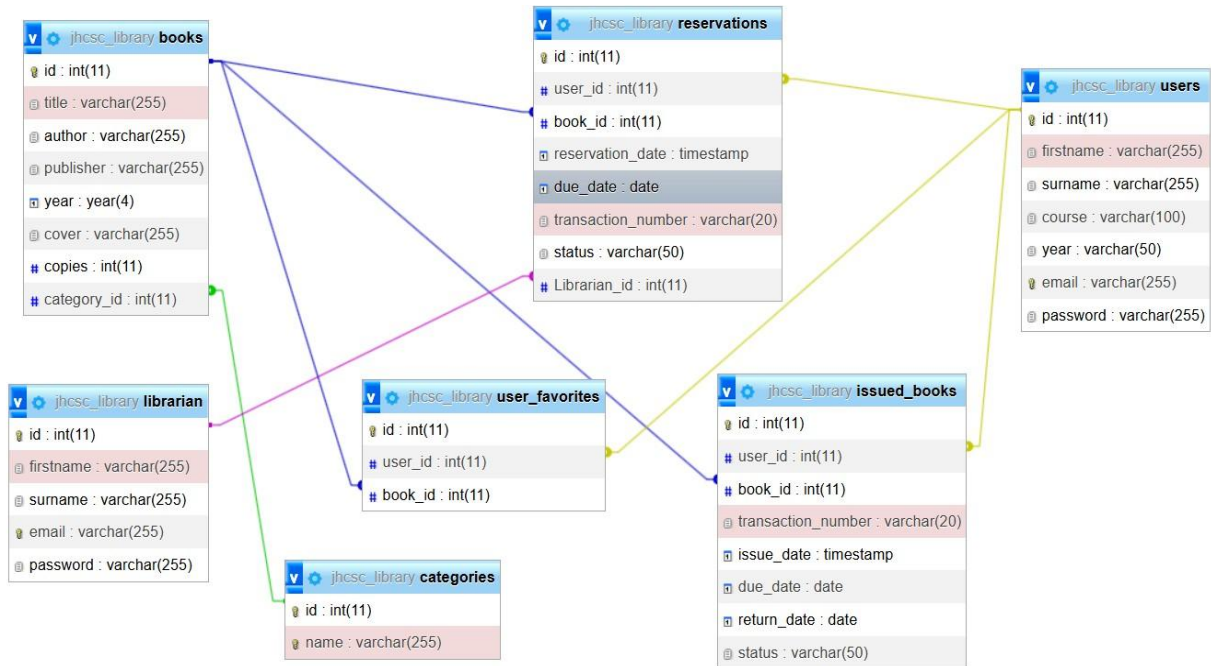 jhcsc_library books
id : int(11)
title : varchar(255)
author : varchar(255)
publisher : varchar(255)
year : year(4)
cover : varchar(255)
copies : int(11)
category_id : int(11)
jhcsc_library reservations
id : int(11)
user_id : int(11)
book_id : int(11)
reservation_date : timestamp
due_date : date
transaction_number : varchar(20)
status : varchar(50)
Librarian_id : int(11)
jhcsc_library users
id : int(11)
firstname : varchar(255)
surname : varchar(255)
course : varchar(100)
year : varchar(50)
email : varchar(255)
password : varchar(255)
jhcsc_library librarian
id : int(11)
firstname : varchar(255)
surname : varchar(255)
email : varchar(255)
password : varchar(255)
jhcsc_library user_favorites
id : int(11)
user_id : int(11)
book_id : int(11)
jhcsc_library issued_books
id : int(11)
user_id : int(11)
book_id : int(11)
transaction_number : varchar(20)
issue_date : timestamp
due_date : date
return_date : date
status : varchar(50)
jhcsc_library categories
id : int(11)
name : varchar(255)